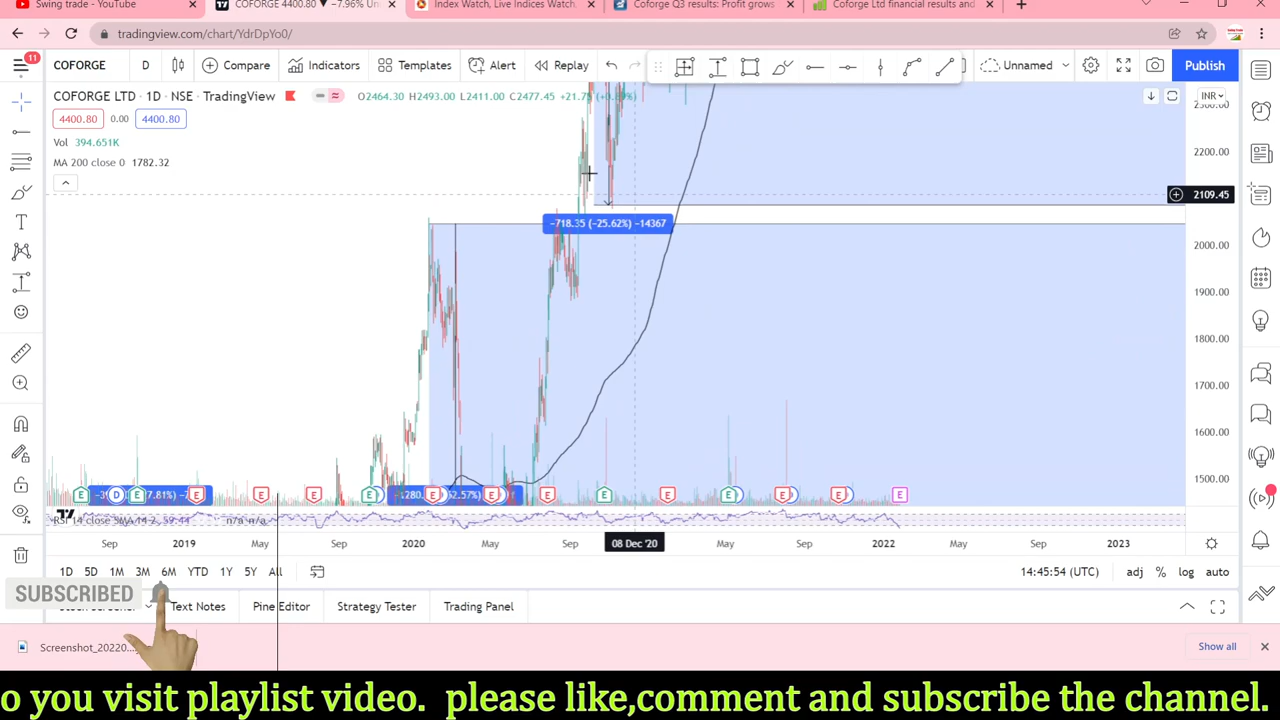 Swing trade - YouTube
COFORGE 4400.80 ▼ −7.96% Un
Index Watch, Live Indices Watch,
Coforge Q3 results: Profit grows
Coforge Ltd financial results and
tradingview.com/chart/YdrDpYo0/
11
COFORGE
D
Compare
Indicators
Templates
Alert
Replay
Unnamed
Publish
COFORGE LTD • 1D • NSE • TradingView
O2464.30 H2493.00 L2411.00 C2477.45 +21.75
INR
4400.80
0.00
4400.80
Vol 394.651K
MA 200 close 0 1782.32
2200.00
2109.45
−718.35 (−25.62%) −14367
2000.00
1900.00
1800.00
1700.00
1600.00
1500.00
RSI 14 close SMA 14 2 59.44 n/a n/a
Sep
2019
May
Sep
2020
May
Sep
08 Dec '20
May
Sep
2022
May
Sep
2023
1D
5D
1M
3M
6M
YTD
1Y
5Y
All
14:45:54 (UTC)
adj
%
log
auto
SUBSCRIBED
Text Notes
Pine Editor
Strategy Tester
Trading Panel
Screenshot_20220
Show all
o you visit playlist video. please like,comment and subscribe the channel.